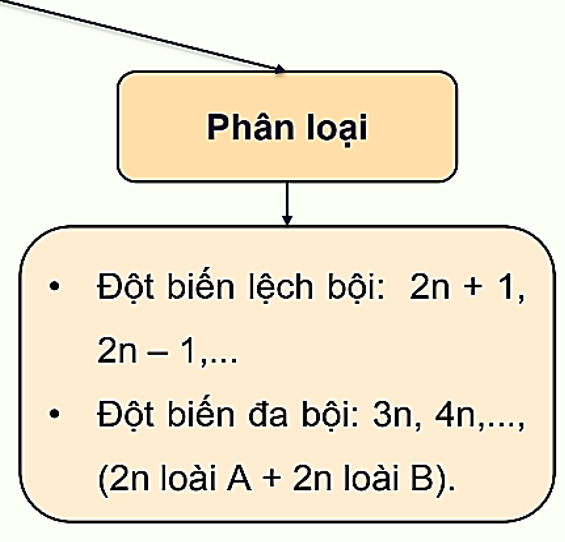 Phân loại
• Đột biến lệch bội: 2n + 1,
2n – 1,...
• Đột biến đa bội: 3n, 4n,...,
(2n loài A + 2n loài B).